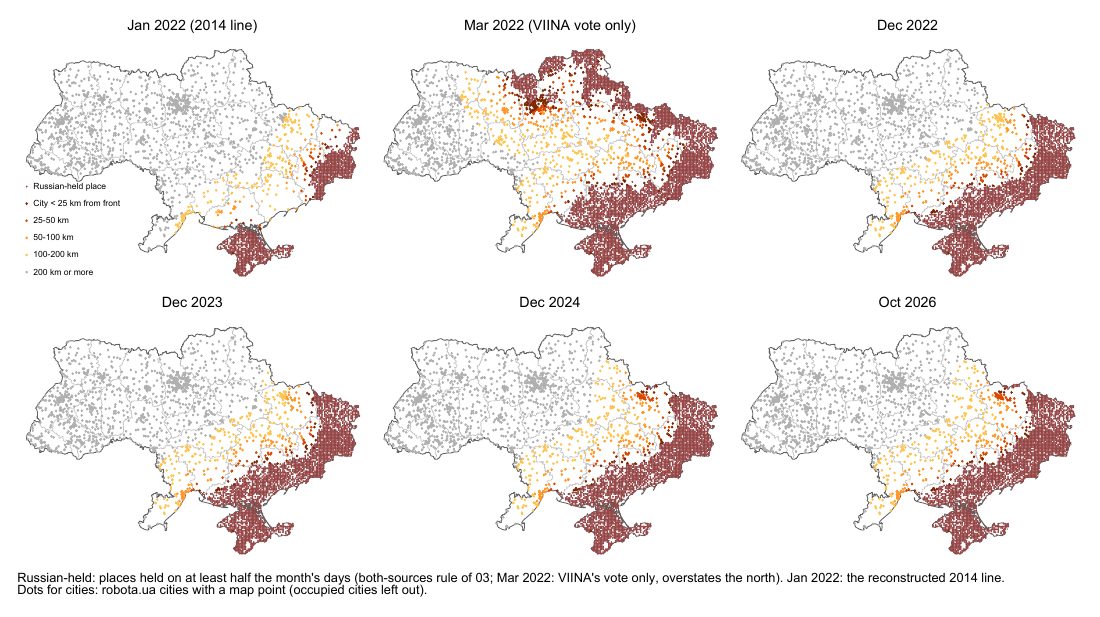 Jan 2022 (2014 line)
Mar 2022 (VIINA vote only)
Dec 2022
Russian-held place
City < 25 km from front
25-50 km
50-100 km
100-200 km
200 km or more
Dec 2023
Dec 2024
Oct 2026
Russian-held: places held on at least half the month's days (both-sources rule of 03; Mar 2022: VIINA's vote only, overstates the north). Jan 2022: the reconstructed 2014 line.
Dots for cities: robota.ua cities with a map point (occupied cities left out).